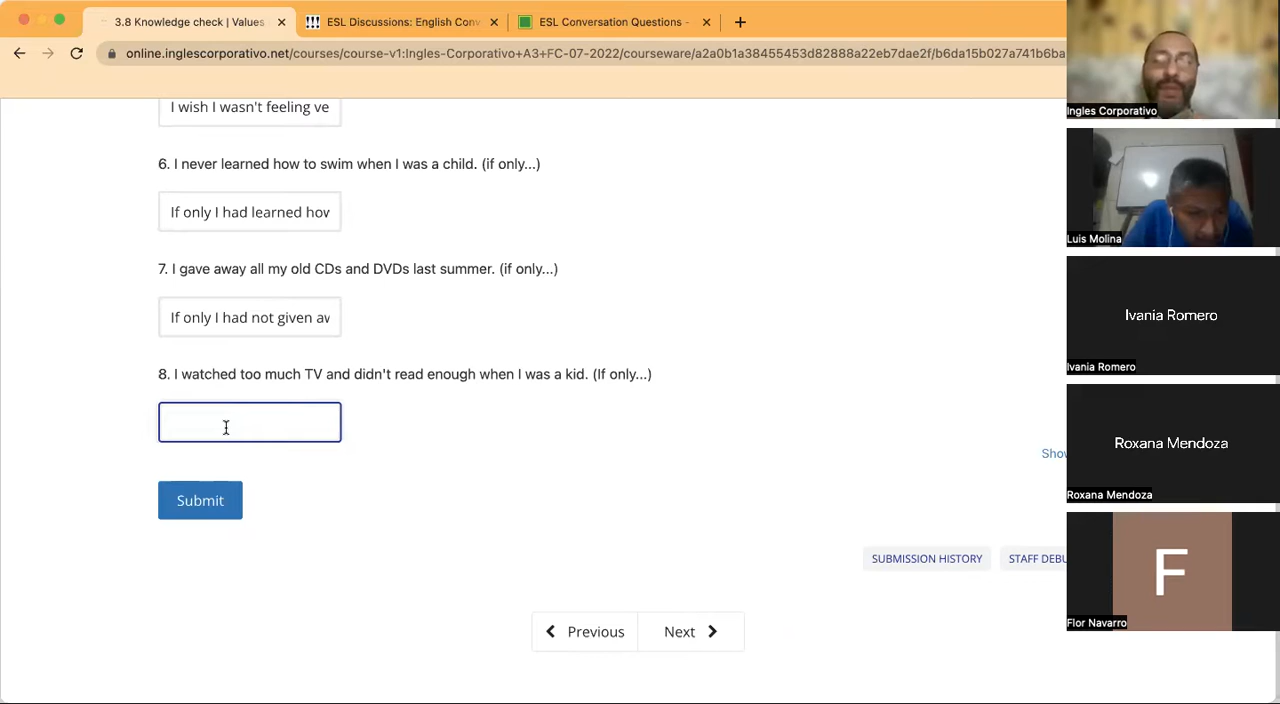 3.8 Knowledge check | Values
ESL Discussions: English Conv
ESL Conversation Questions -
online.inglescorporativo.net/courses/course-v1:Ingles-Corporativo+A3+FC-07-2022/courseware/a2a0b1a38455453d82888a22eb7dae2f/b6da15b027a741b6ba
I wish I wasn't feeling ve
6. I never learned how to swim when I was a child. (if only...)
If only I had learned hov
7. I gave away all my old CDs and DVDs last summer. (if only...)
If only I had not given av
8. I watched too much TV and didn't read enough when I was a kid. (If only...)
Show
Submit
SUBMISSION HISTORY
STAFF DEBU
Previous
Next
Ingles Corporativo
Luis Molina
Ivania Romero
Ivania Romero
Roxana Mendoza
Roxana Mendoza
F
Flor Navarro